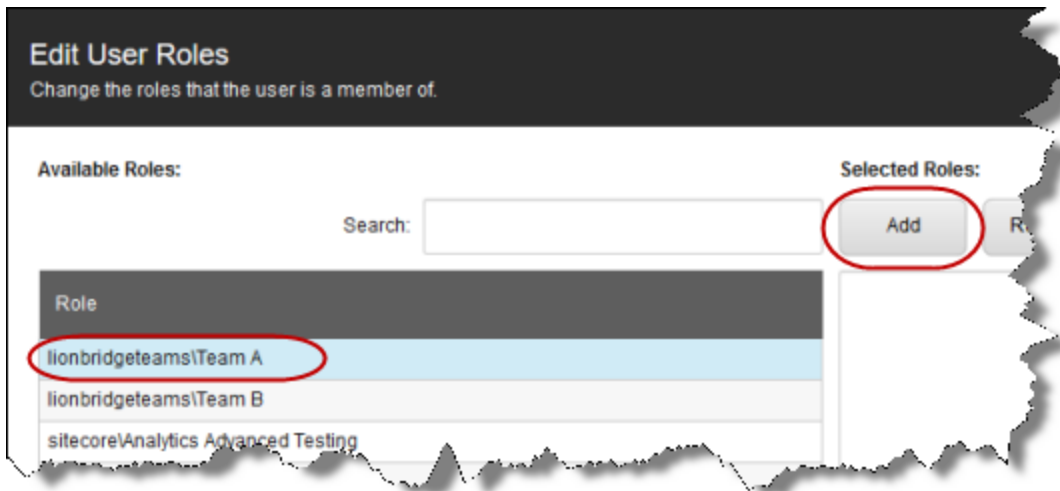 Edit User Roles
Change the roles that the user is a member of.
Available Roles:
Selected Roles:
Search:
Add
Role
lionbridgeteams\Team A
lionbridgeteams\Team B
sitecore\Analytics Advanced Testing